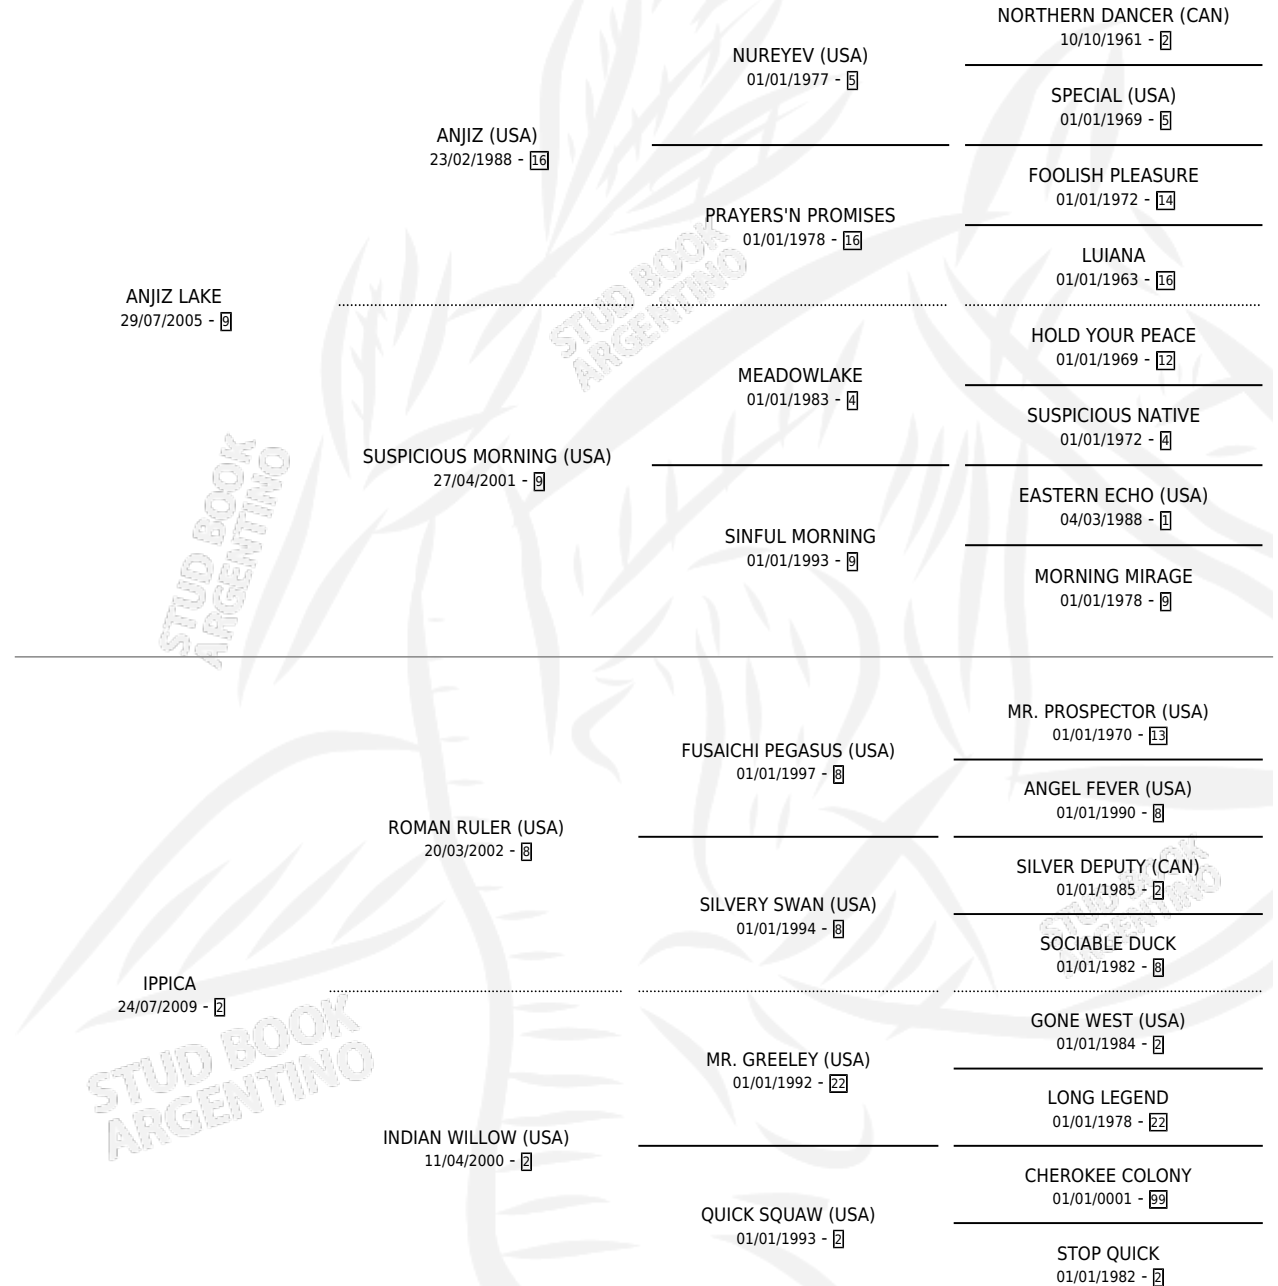 NORTHERN DANCER (CAN)
10/10/1961 - 2
NUREYEV (USA)
01/01/1977 - 5
SPECIAL (USA)
01/01/1969 - 5
ANJIZ (USA)
23/02/1988 - 16
FOOLISH PLEASURE
01/01/1972 - 14
PRAYERS'N PROMISES
01/01/1978 - 16
LUIANA
01/01/1963 - 16
ANJIZ LAKE
29/07/2005 - 9
HOLD YOUR PEACE
01/01/1969 - 12
MEADOWLAKE
01/01/1983 - 4
SUSPICIOUS NATIVE
01/01/1972 - 4
SUSPICIOUS MORNING (USA)
27/04/2001 - 9
EASTERN ECHO (USA)
04/03/1988 - 1
SINFUL MORNING
01/01/1993 - 9
MORNING MIRAGE
01/01/1978 - 9
STUD BOOK
ARGENTINO
STUD BOOK
ARGENTINO
MR. PROSPECTOR (USA)
01/01/1970 - 13
FUSAICHI PEGASUS (USA)
01/01/1997 - 8
ANGEL FEVER (USA)
01/01/1990 - 8
ROMAN RULER (USA)
20/03/2002 - 8
SILVER DEPUTY (CAN)
01/01/1985 - 2
SILVERY SWAN (USA)
01/01/1994 - 8
SOCIABLE DUCK
01/01/1982 - 8
IPPICA
24/07/2009 - 2
GONE WEST (USA)
01/01/1984 - 2
MR. GREELEY (USA)
01/01/1992 - 22
LONG LEGEND
01/01/1978 - 22
INDIAN WILLOW (USA)
11/04/2000 - 2
CHEROKEE COLONY
01/01/0001 - 99
QUICK SQUAW (USA)
01/01/1993 - 2
STOP QUICK
01/01/1982 - 2
STUD BOOK
ARGENTINO
STUD BOOK
ARGENTINO